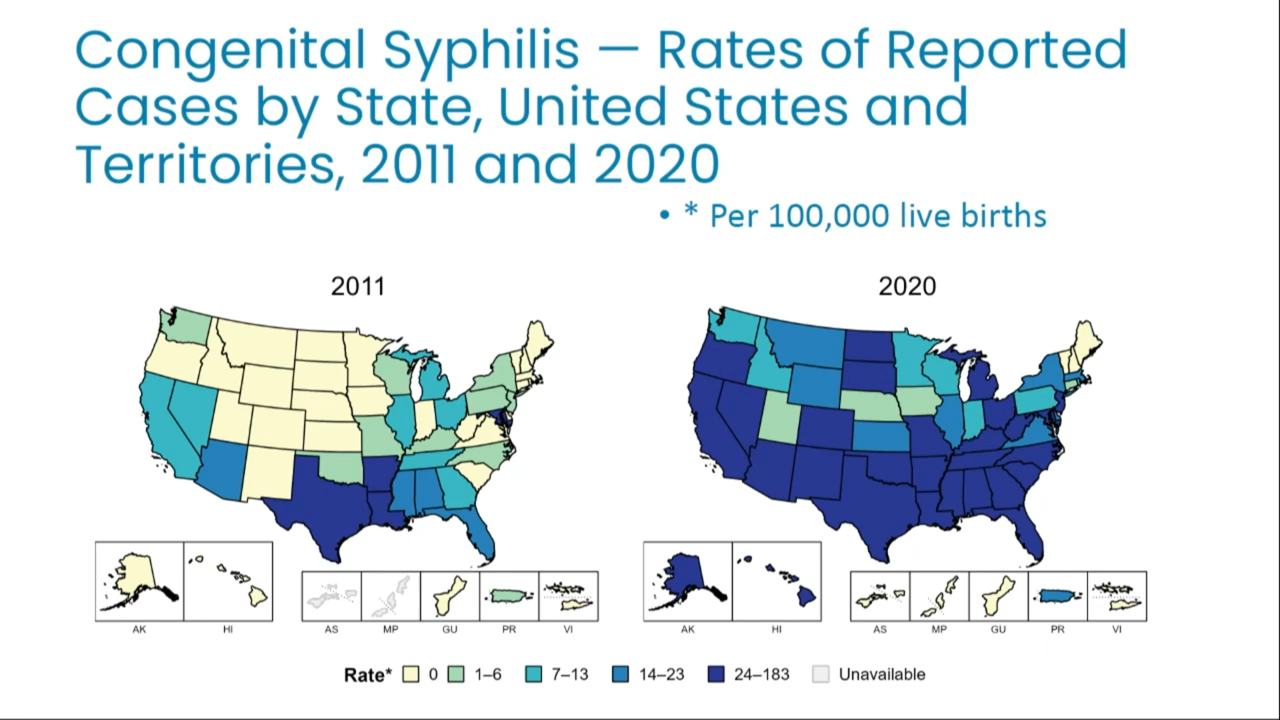 Congenital Syphilis — Rates of Reported
Cases by State, United States and
Territories, 2011 and 2020
• * Per 100,000 live births
2011
2020
AK
HI
AS
MP
GU
PR
VI
AK
HI
AS
MP
GU
PR
VI
Rate* 0 1–6 7–13 14–23 24–183 Unavailable